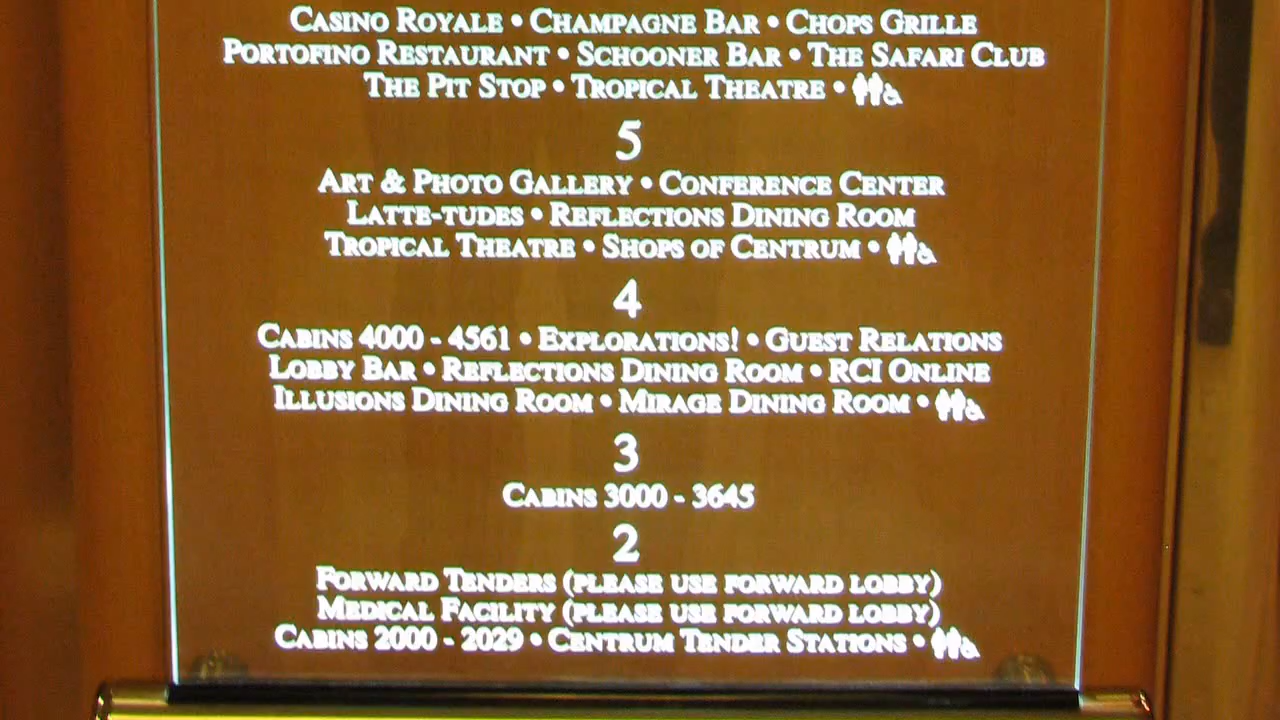 Casino Royale • Champagne Bar • Chops Grille
Portofino Restaurant • Schooner Bar • The Safari Club
The Pit Stop • Tropical Theatre •
5
Art & Photo Gallery • Conference Center
Latte-tudes • Reflections Dining Room
Tropical Theatre • Shops of Centrum •
4
Cabins 4000 - 4561 • Explorations! • Guest Relations
Lobby Bar • Reflections Dining Room • RCI Online
Illusions Dining Room • Mirage Dining Room •
3
Cabins 3000 - 3645
2
Forward Tenders (please use forward lobby)
Medical Facility (please use forward lobby)
Cabins 2000 - 2029 • Centrum Tender Stations •